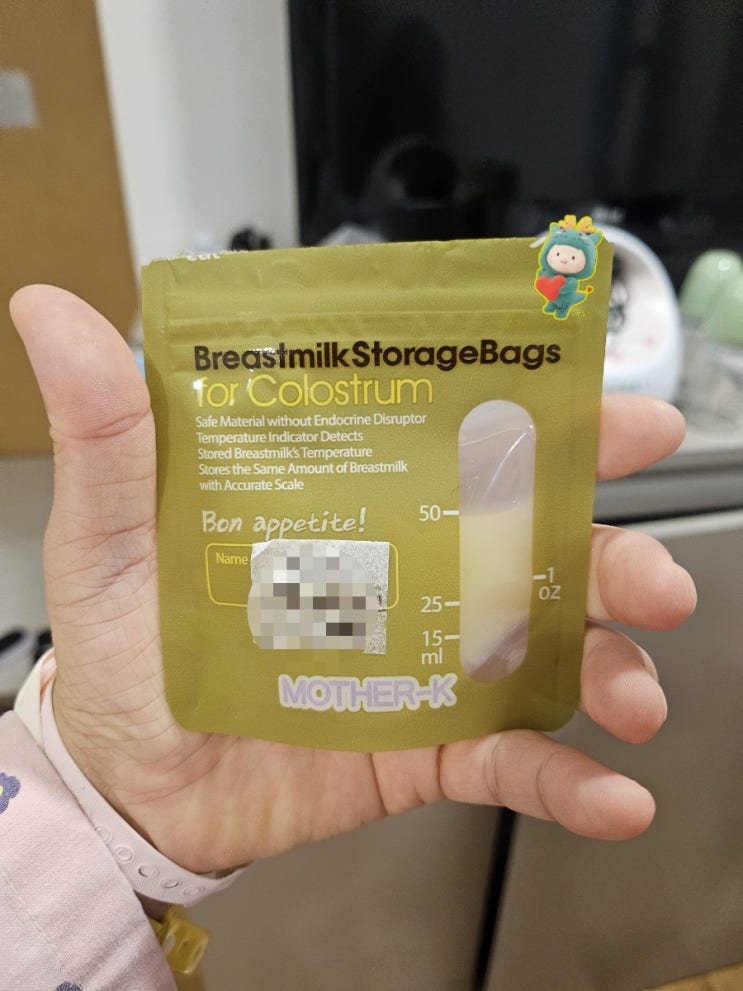 BreastmilkStorageBags
for Colostrum
Safe Material without Endocrine Disruptor
Temperature Indicator Detects
Stored Breastmilk's Temperature
Stores the Same Amount of Breastmilk
with Accurate Scale
Bon appetite!
Name
50
1
oz
25
15
ml
MOTHER-K